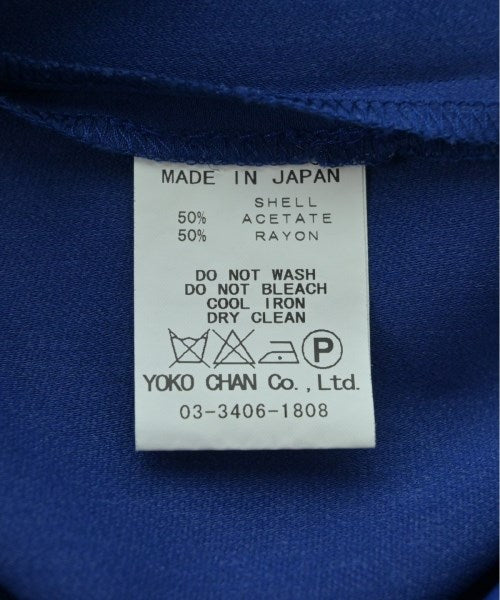 MADE IN JAPAN
SHELL
50% ACETATE
50% RAYON
DO NOT WASH
DO NOT BLEACH
COOL IRON
DRY CLEAN
P
YOKO CHAN Co.,Ltd.
03-3406-1808